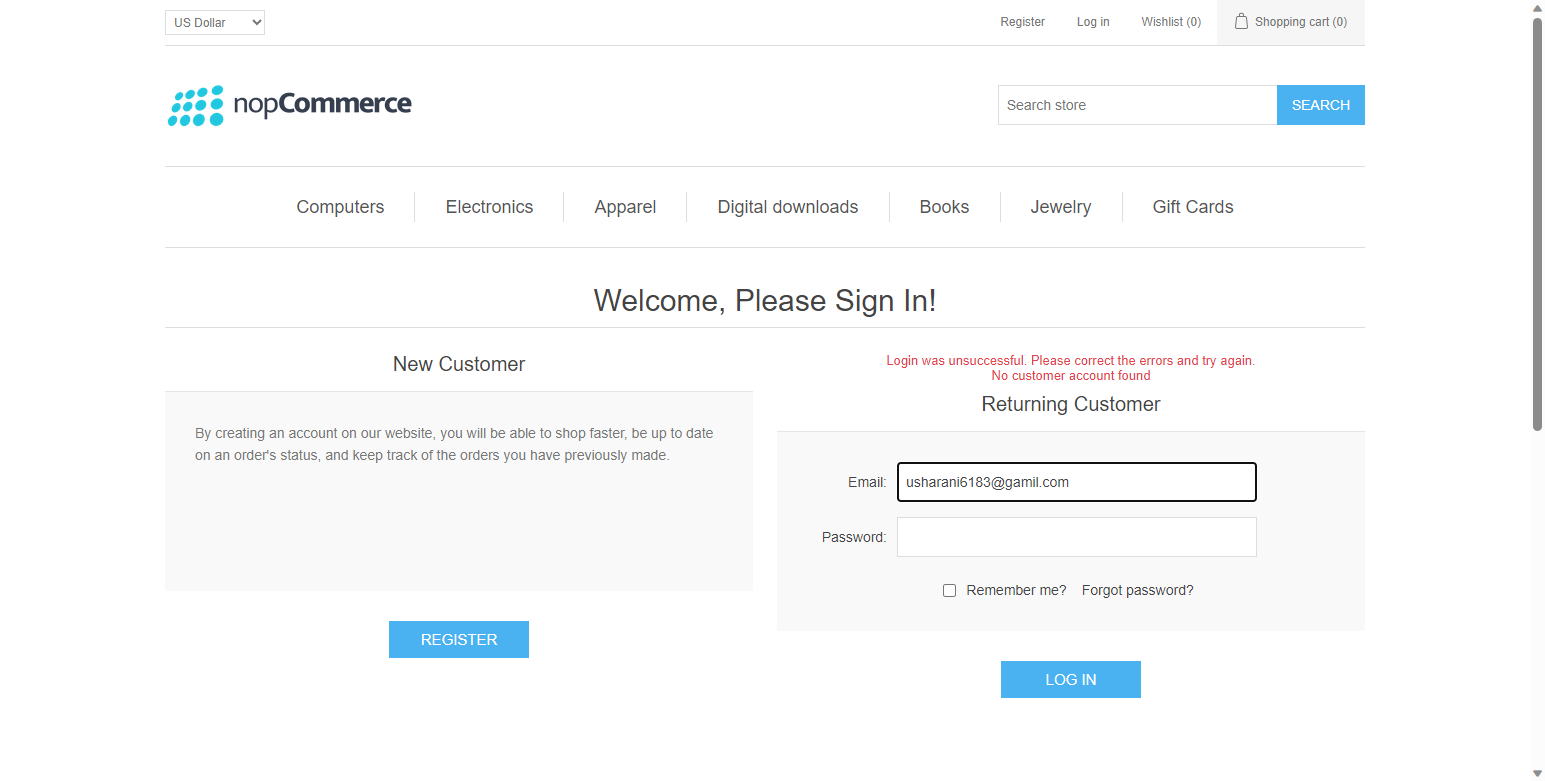 US Dollar
Register Log in Wishlist (0) Shopping cart (0)
nopCommerce
Search store SEARCH
Computers Electronics Apparel Digital downloads Books Jewelry Gift Cards
Welcome, Please Sign In!
New Customer
By creating an account on our website, you will be able to shop faster, be up to date
on an order's status, and keep track of the orders you have previously made.
REGISTER
Login was unsuccessful. Please correct the errors and try again.
No customer account found
Returning Customer
Email: usharani6183@gamil.com
Password:
Remember me? Forgot password?
LOG IN